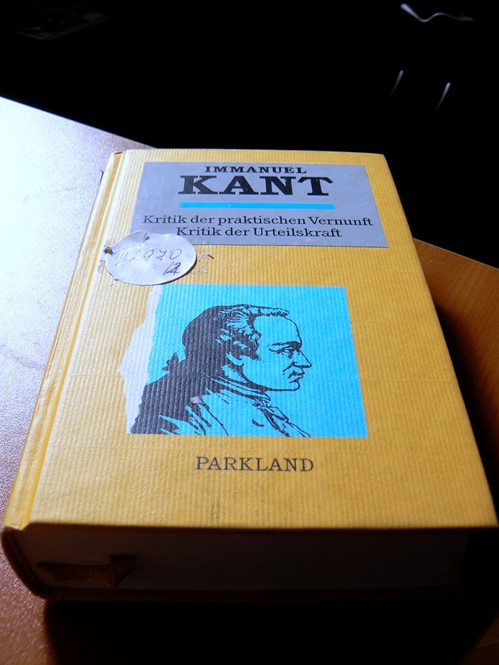 IMMANUEL
KANT
Kritik der praktischen Vernunft
Kritik der Urteilskraft
PARKLAND